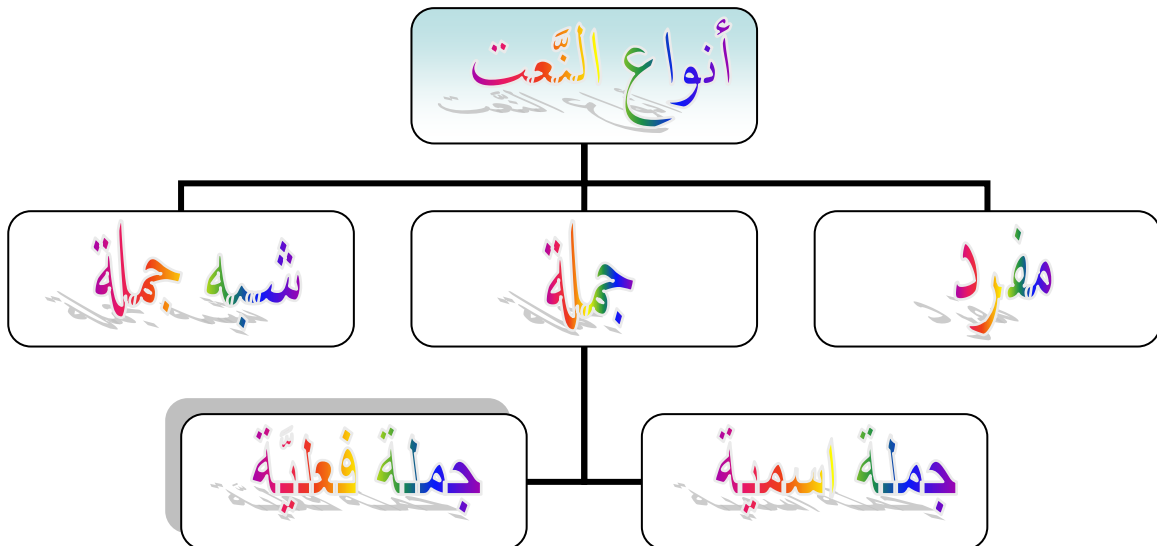 أنواع النَّعت
مفرد
جملة
شبه جملة
جملة اسمية
جملة فعليَّة